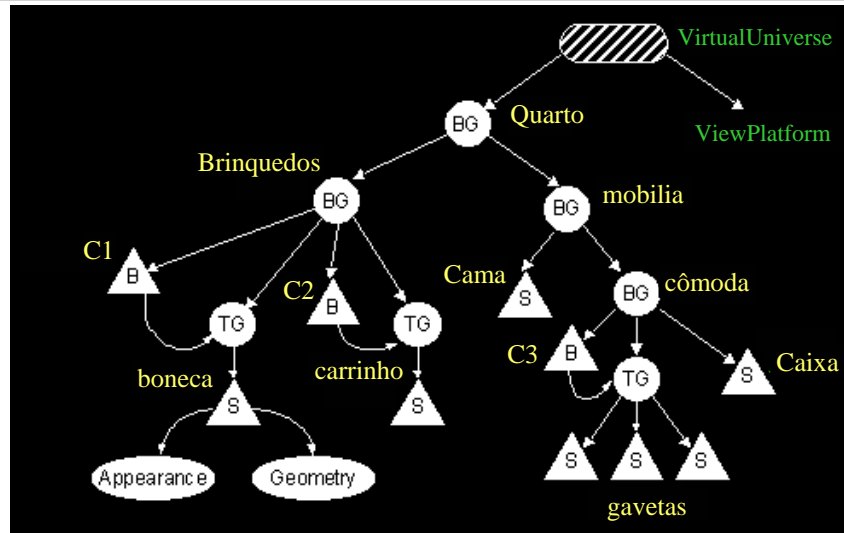 VirtualUniverse
Quarto
BG
ViewPlatform
Brinquedos
BG
BG
mobilia
C1
B
C2
B
Cama
S
BG
cômoda
TG
TG
C3
B
Caixa
S
boneca
carrinho
TG
S
S
Appearance
Geometry
S
S
S
gavetas